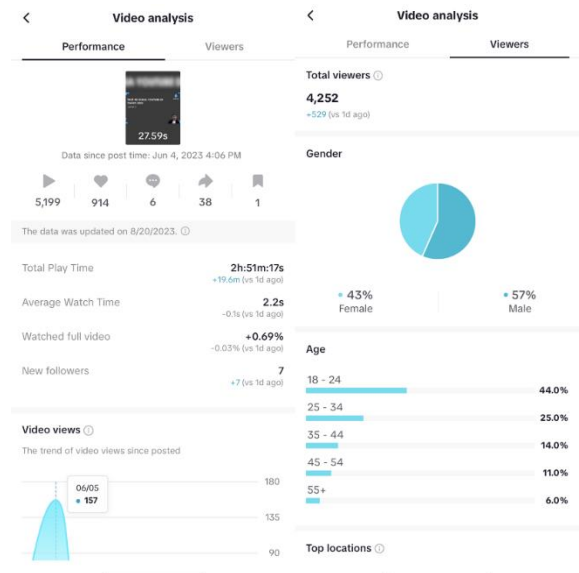 Video analysis
Performance
Viewers
27.59s
Data since post time: Jun 4, 2023 4:06 PM
5,199
914
6
38
1
The data was updated on 8/20/2023.
Total Play Time
2h:51m:17s
+19.6m (vs 1d ago)
Average Watch Time
2.2s
-0.1s (vs 1d ago)
Watched full video
+0.69%
-0.03% (vs 1d ago)
New followers
7
+7 (vs 1d ago)
Video views
The trend of video views since posted
06/05
157
180
135
90
Video analysis
Performance
Viewers
Total viewers
4,252
+529 (vs 1d ago)
Gender
43%
Female
57%
Male
Age
18 - 24
44.0%
25 - 34
25.0%
35 - 44
14.0%
45 - 54
11.0%
55+
6.0%
Top locations